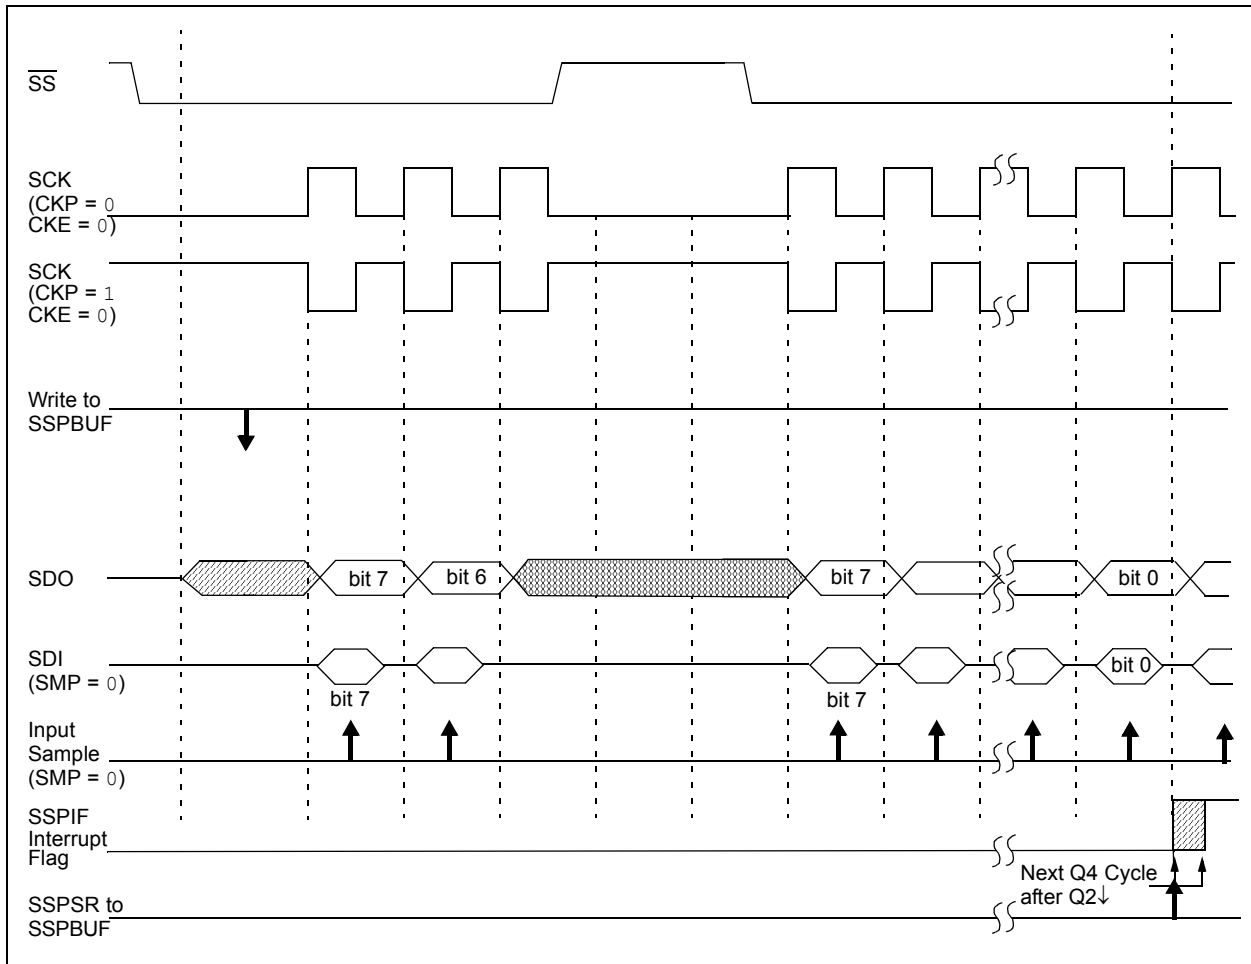 SS
SCK
(CKP = 0
CKE = 0)
SCK
(CKP = 1
CKE = 0)
Write to
SSPBUF
SDO
bit 7
bit 6
bit 7
bit 0
SDI
(SMP = 0)
bit 7
bit 7
bit 0
Input
Sample
(SMP = 0)
SSPIF
Interrupt
Flag
Next Q4 Cycle
after Q2↓
SSPSR to
SSPBUF